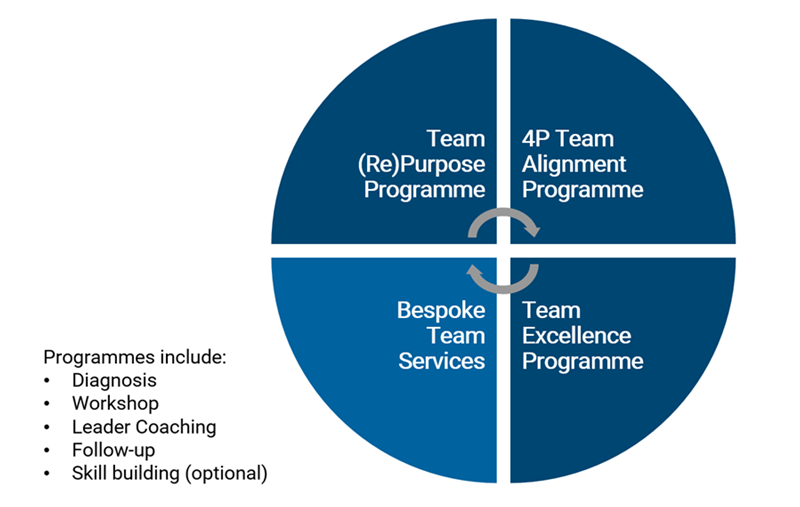 Team
(Re)Purpose
Programme
4P Team
Alignment
Programme
Bespoke
Team
Services
Team
Excellence
Programme
Programmes include:
• Diagnosis
• Workshop
• Leader Coaching
• Follow-up
• Skill building (optional)